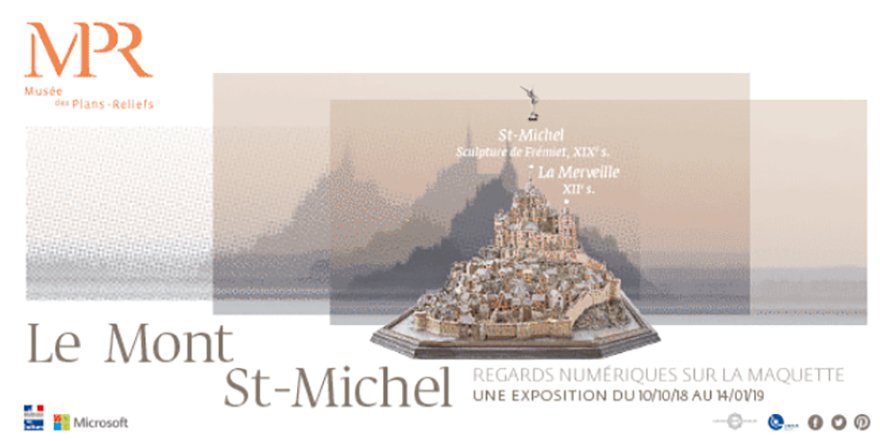 MPR
Musée
des Plans-Reliefs
St-Michel
Sculpture de Frémiet, XIXe s.
La Merveille
XIIe s.
Le Mont
St-Michel
REGARDS NUMÉRIQUES SUR LA MAQUETTE
UNE EXPOSITION DU 10/10/18 AU 14/01/19
Microsoft